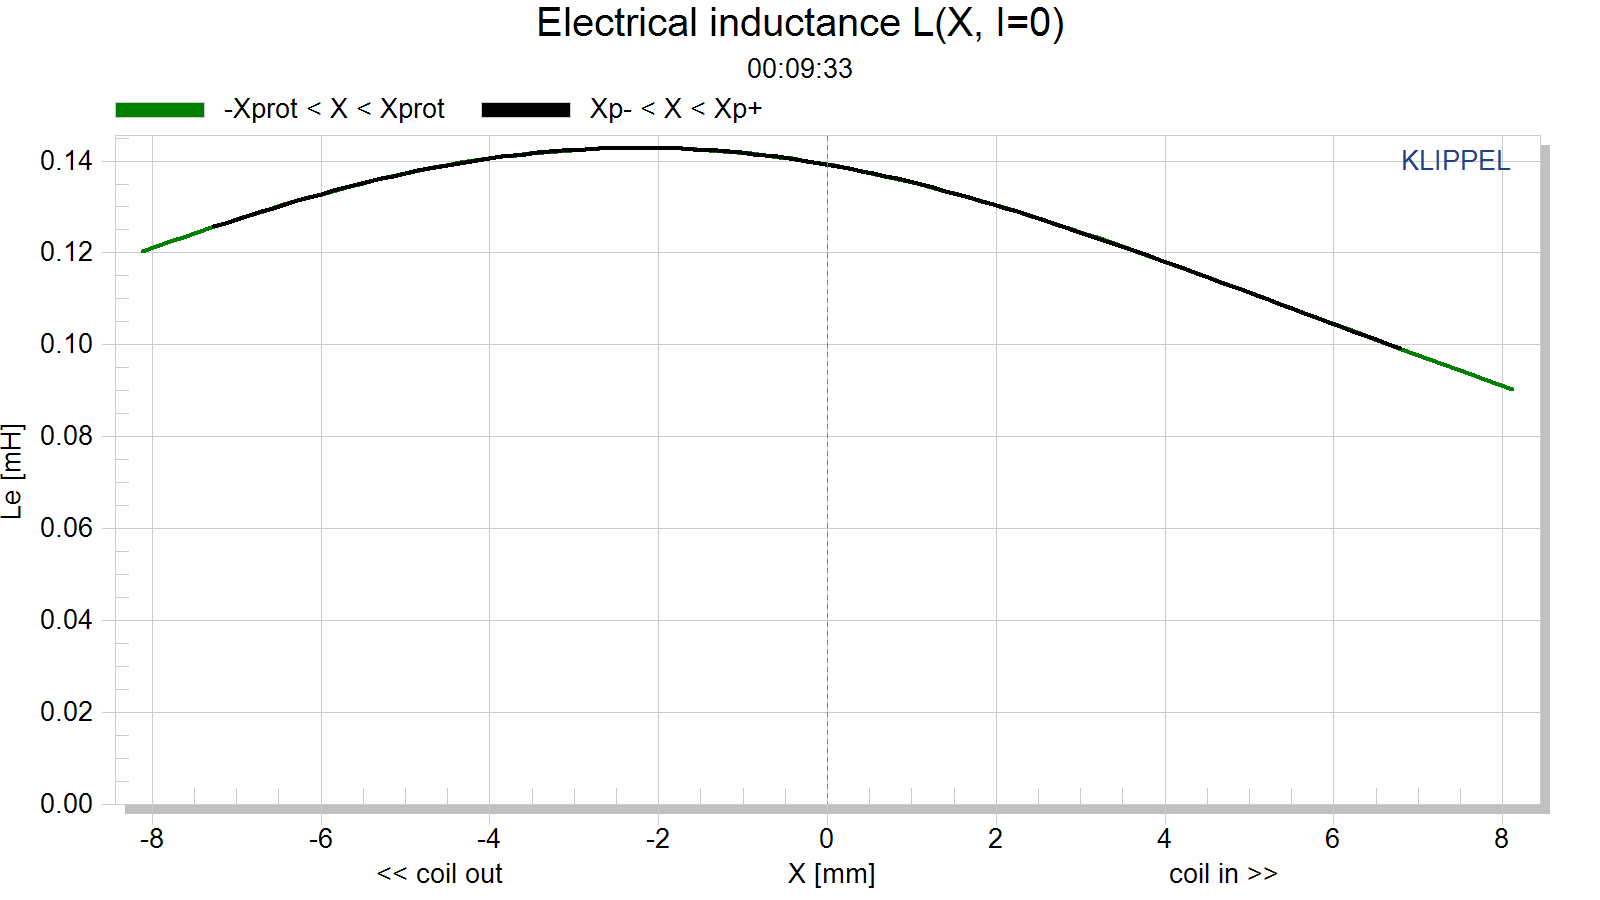 Electrical inductance L(X, I=0)
00:09:33
-Xprot < X < Xprot
Xp- < X < Xp+
KLIPPEL
Le [mH]
0.14
0.12
0.10
0.08
0.06
0.04
0.02
0.00
-8 -6 -4 -2 0 2 4 6 8
<< coil out X [mm] coil in >>